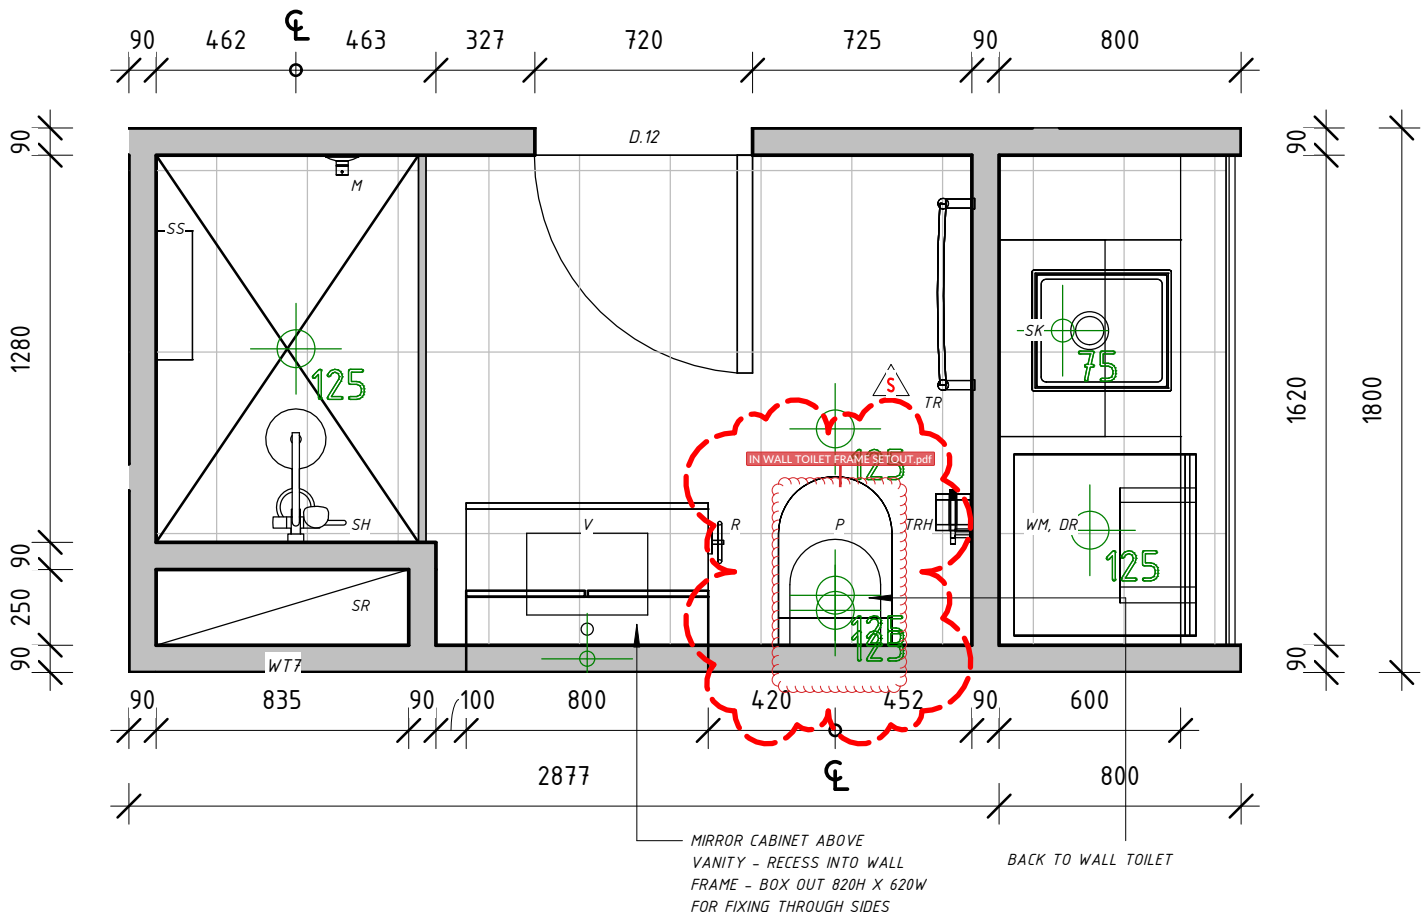 90 462 463 327 720 725 90 800
90
D.12
90
M
SS
1280
125
SK
75
S
TR
1620
1800
125
IN WALL TOILET FRAME SETOUT.pdf
SH
V
R
P
TRH
WM, DR
125
90
250
SR
125
125
90
WT7
90
90 835 90 100 800 420 452 90 600
2877
800
MIRROR CABINET ABOVE
VANITY - RECESS INTO WALL
FRAME - BOX OUT 820H X 620W
FOR FIXING THROUGH SIDES
BACK TO WALL TOILET